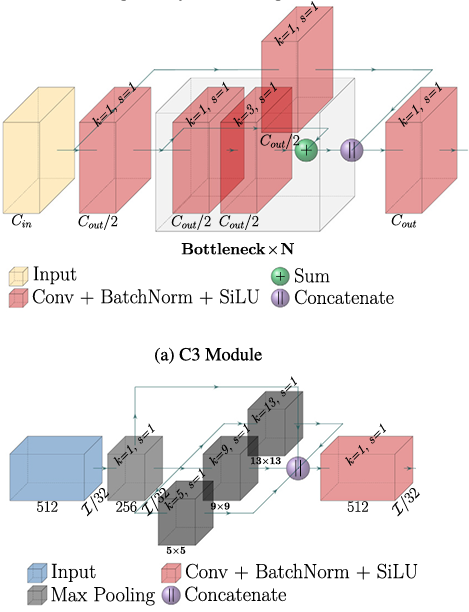 k=1, s=1
k=1, s=1 k=1, s=1 k=3, s=1 k=1, s=1
C_out/2
C_in C_out/2 C_out/2 C_out/2 C_out
Bottleneck×N
Input Sum
Conv + BatchNorm + SiLU Concatenate
(a) C3 Module
k=13, s=1
k=1, s=1 k=9, s=1 k=1, s=1
13×13
k=5, s=1
512 I/32 256 I/32 9×9 512 I/32
5×5
Input Conv + BatchNorm + SiLU
Max Pooling Concatenate